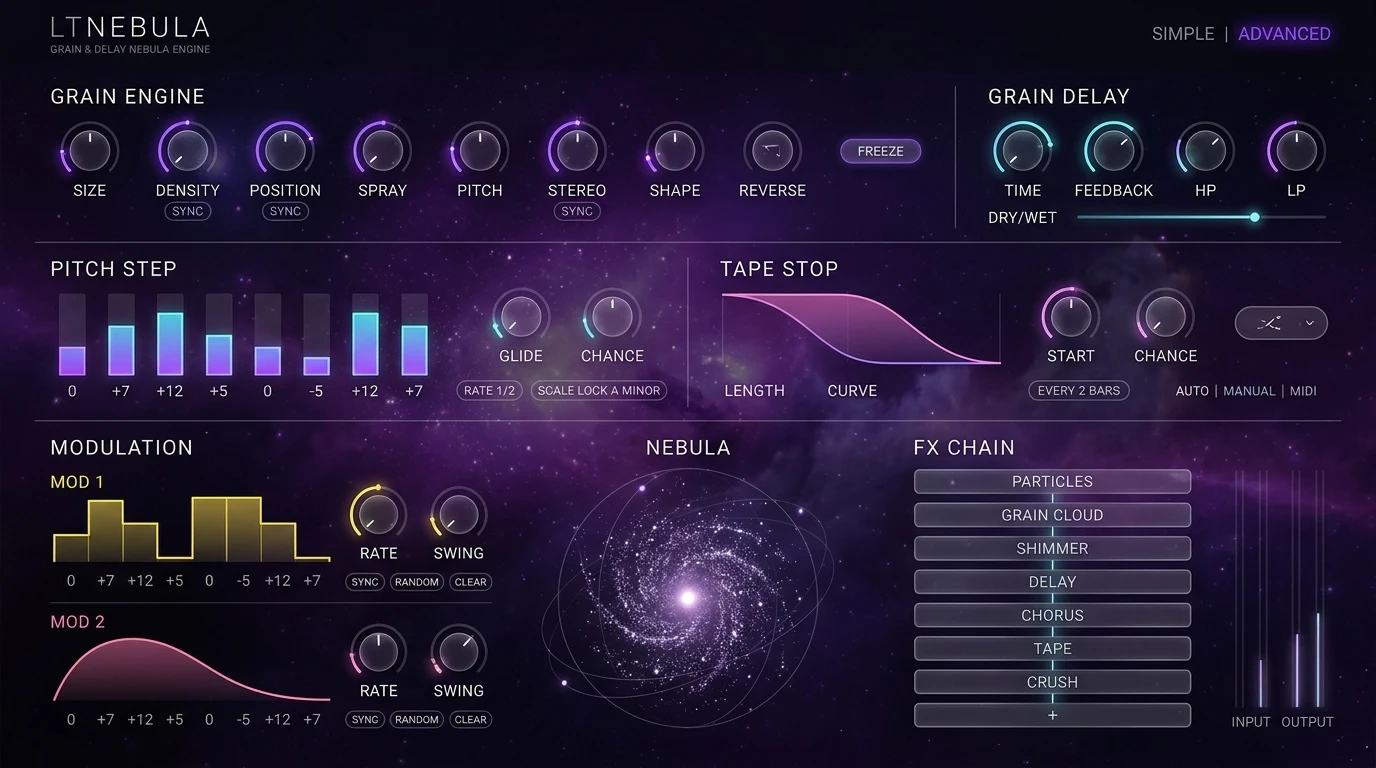 LTNEBULA
GRAIN & DELAY NEBULA ENGINE
SIMPLE | ADVANCED
GRAIN ENGINE
SIZE DENSITY POSITION SPRAY PITCH STEREO SHAPE REVERSE FREEZE
SYNC SYNC SYNC
GRAIN DELAY
TIME FEEDBACK HP LP
DRY/WET
PITCH STEP
0 +7 +12 +5 0 -5 +12 +7
GLIDE CHANCE
RATE 1/2 SCALE LOCK A MINOR
TAPE STOP
LENGTH CURVE
START CHANCE
EVERY 2 BARS AUTO | MANUAL | MIDI
MODULATION
MOD 1
0 +7 +12 +5 0 -5 +12 +7
RATE SWING
SYNC RANDOM CLEAR
MOD 2
0 +7 +12 +5 0 -5 +12 +7
RATE SWING
SYNC RANDOM CLEAR
NEBULA
FX CHAIN
PARTICLES
GRAIN CLOUD
SHIMMER
DELAY
CHORUS
TAPE
CRUSH
+
INPUT OUTPUT